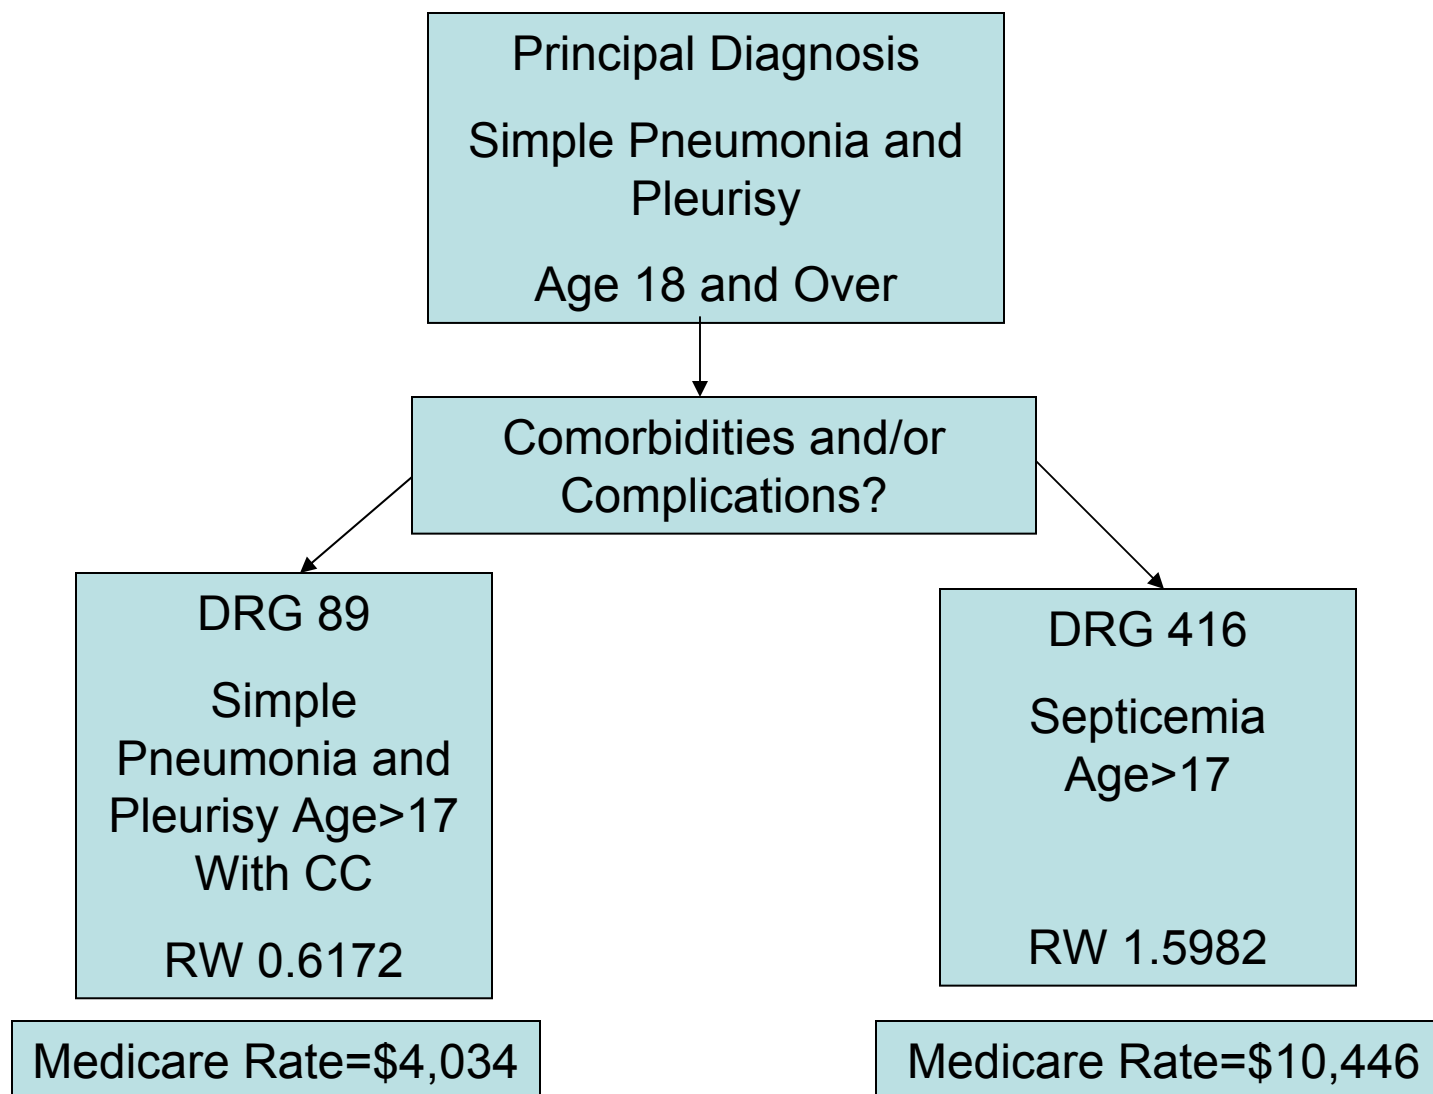 Principal Diagnosis
Simple Pneumonia and
Pleurisy
Age 18 and Over
Comorbidities and/or
Complications?
DRG 89
Simple
Pneumonia and
Pleurisy Age>17
With CC
RW 0.6172
Medicare Rate=$4,034
DRG 416
Septicemia
Age>17
RW 1.5982
Medicare Rate=$10,446